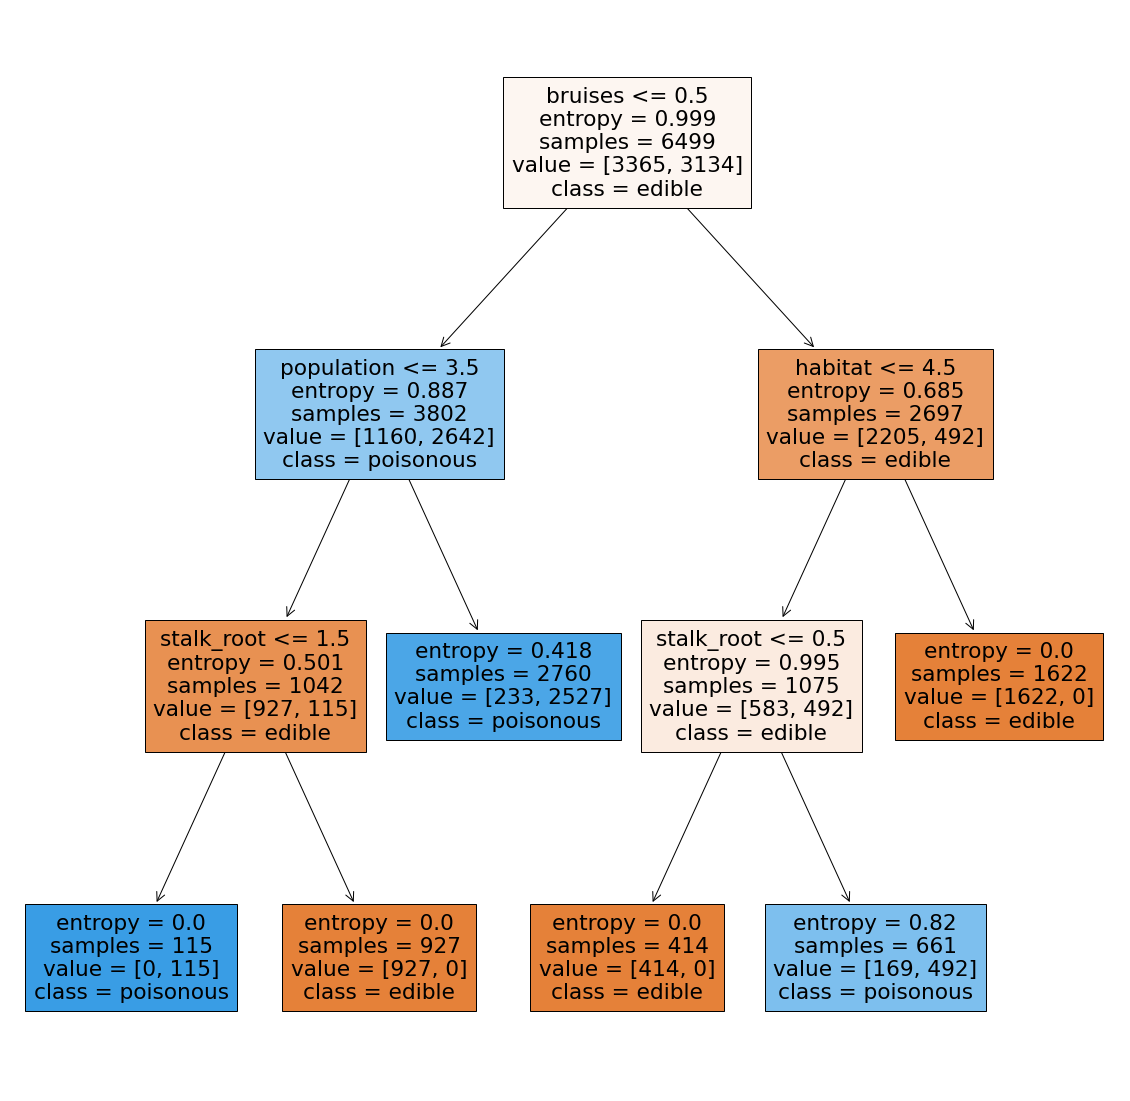 bruises <= 0.5
entropy = 0.999
samples = 6499
value = [3365, 3134]
class = edible
population <= 3.5
entropy = 0.887
samples = 3802
value = [1160, 2642]
class = poisonous
habitat <= 4.5
entropy = 0.685
samples = 2697
value = [2205, 492]
class = edible
stalk_root <= 1.5
entropy = 0.501
samples = 1042
value = [927, 115]
class = edible
entropy = 0.418
samples = 2760
value = [233, 2527]
class = poisonous
stalk_root <= 0.5
entropy = 0.995
samples = 1075
value = [583, 492]
class = edible
entropy = 0.0
samples = 1622
value = [1622, 0]
class = edible
entropy = 0.0
samples = 115
value = [0, 115]
class = poisonous
entropy = 0.0
samples = 927
value = [927, 0]
class = edible
entropy = 0.0
samples = 414
value = [414, 0]
class = edible
entropy = 0.82
samples = 661
value = [169, 492]
class = poisonous